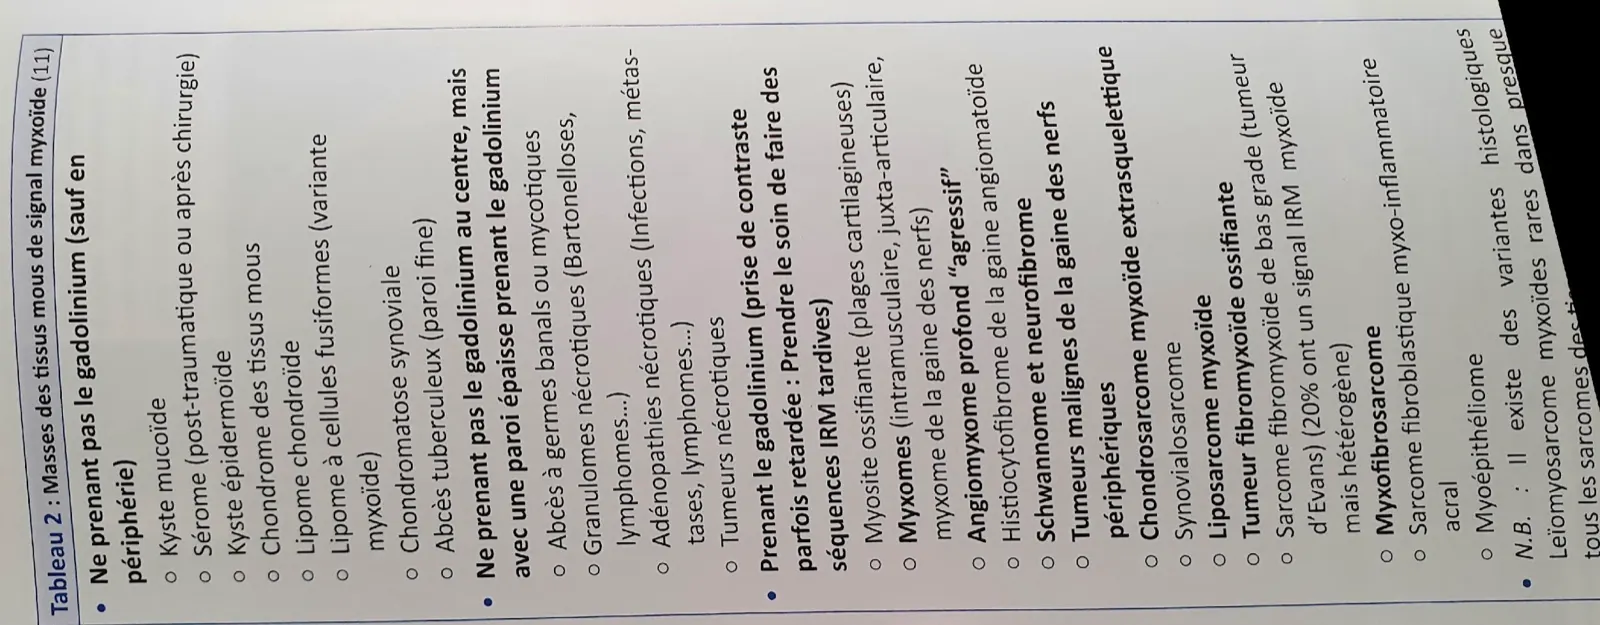 Tableau 2 : Masses des tissus mous de signal myxoïde (11)
• Ne prenant pas le gadolinium (sauf en
périphérie)
o Kyste mucoïde
o Sérome (post-traumatique ou après chirurgie)
o Kyste épidermoïde
o Chondrome des tissus mous
o Lipome chondroïde
o Lipome à cellules fusiformes (variante
myxoïde)
o Chondromatose synoviale
o Abcès tuberculeux (paroi fine)
• Ne prenant pas le gadolinium au centre, mais
avec une paroi épaisse prenant le gadolinium
o Abcès à germes banals ou mycotiques
o Granulomes nécrotiques (Bartonelloses,
lymphomes...)
o Adénopathies nécrotiques (Infections, métas-
tases, lymphomes...)
o Tumeurs nécrotiques
• Prenant le gadolinium (prise de contraste
parfois retardée : Prendre le soin de faire des
séquences IRM tardives)
o Myosite ossifiante (plages cartilagineuses)
o Myxomes (intramusculaire, juxta-articulaire,
myxome de la gaine des nerfs)
o Angiomyxome profond “agressif”
o Histiocytofibrome de la gaine angiomatoïde
o Schwannome et neurofibrome
o Tumeurs malignes de la gaine des nerfs
périphériques
o Chondrosarcome myxoïde extrasquelettique
o Synovialosarcome
o Liposarcome myxoïde
o Tumeur fibromyxoïde ossifiante
o Sarcome fibromyxoïde de bas grade (tumeur
d’Evans) (20% ont un signal IRM myxoïde
mais hétérogène)
o Myxofibrosarcome
o Sarcome fibroblastique myxo-inflammatoire
acral
o Myoépithéliome
• N.B. : Il existe des variantes histologiques
Leïomyosarcome myxoïdes rares dans presque
tous les sarcomes des